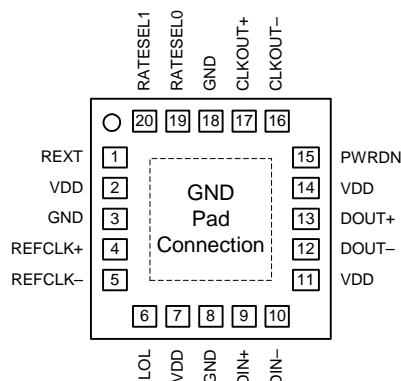 RATESEL1
RATESEL0
GND
CLKOUT+
CLKOUT–
20 19 18 17 16
REXT 1
VDD 2
GND 3
REFCLK+ 4
REFCLK– 5
GND
Pad
Connection
15 PWRDN
14 VDD
13 DOUT+
12 DOUT–
11 VDD
6 7 8 9 10
LOL
VDD
GND
DIN+
DIN–